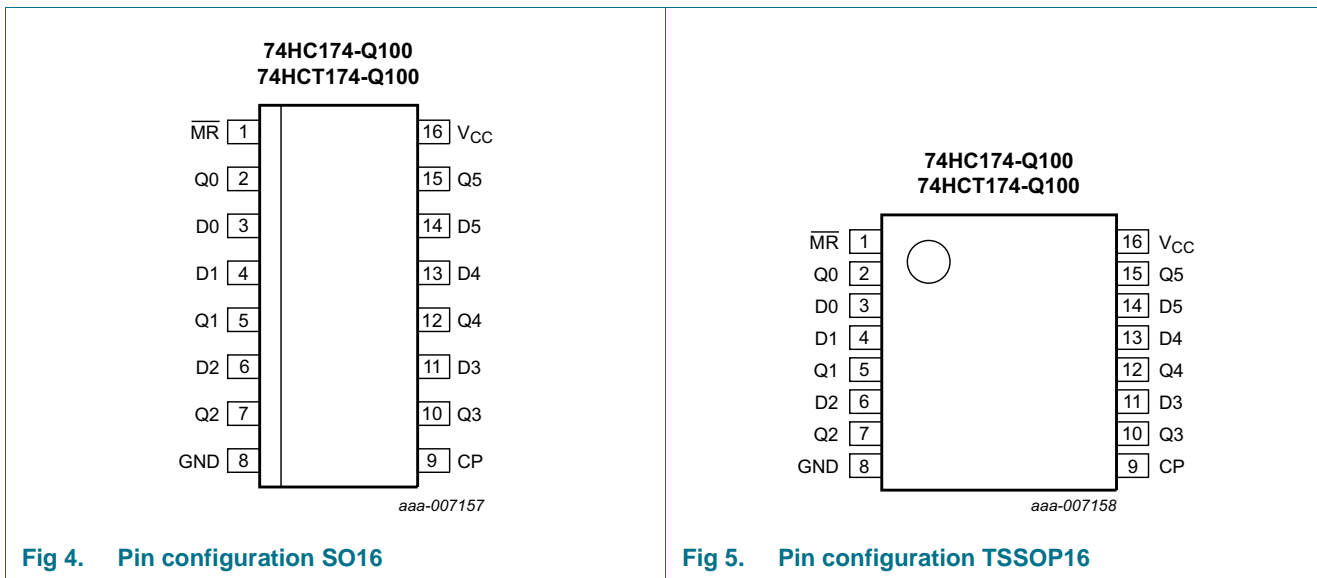 74HC174-Q100
74HCT174-Q100
MR 1 16 VCC
Q0 2 15 Q5
D0 3 14 D5
D1 4 13 D4
Q1 5 12 Q4
D2 6 11 D3
Q2 7 10 Q3
GND 8 9 CP
aaa-007157
Fig 4. Pin configuration SO16
74HC174-Q100
74HCT174-Q100
MR 1 16 VCC
Q0 2 15 Q5
D0 3 14 D5
D1 4 13 D4
Q1 5 12 Q4
D2 6 11 D3
Q2 7 10 Q3
GND 8 9 CP
aaa-007158
Fig 5. Pin configuration TSSOP16